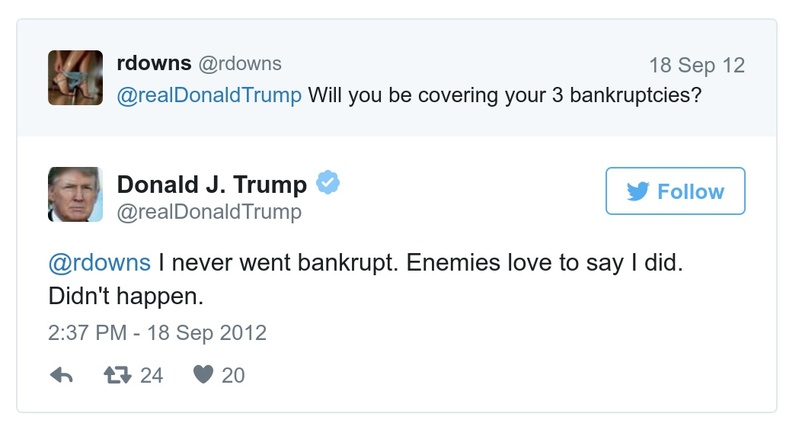 rdowns @rdowns 18 Sep 12
@realDonaldTrump Will you be covering your 3 bankruptcies?
Donald J. Trump
@realDonaldTrump
Follow
@rdowns I never went bankrupt. Enemies love to say I did.
Didn't happen.
2:37 PM - 18 Sep 2012
24 20